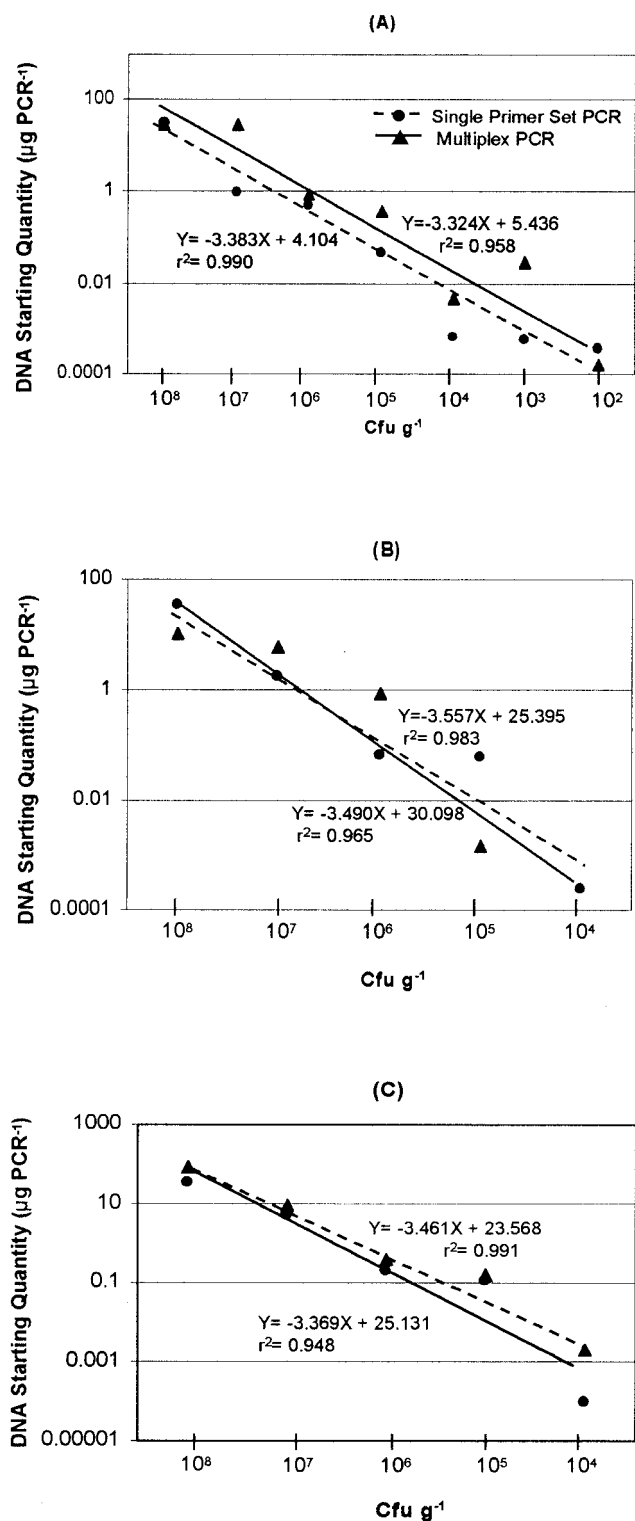 (A)
DNA Starting Quantity (µg PCR⁻¹)
100
1
0.01
0.0001
Single Primer Set PCR
Multiplex PCR
Y= -3.383X + 4.104
r²= 0.990
Y= -3.324X + 5.436
r²= 0.958
10⁸ 10⁷ 10⁶ 10⁵ 10⁴ 10³ 10²
Cfu g⁻¹
(B)
DNA Starting Quantity (µg PCR⁻¹)
100
1
0.01
0.0001
Y=-3.557X + 25.395
r²= 0.983
Y= -3.490X + 30.098
r²= 0.965
10⁸ 10⁷ 10⁶ 10⁵ 10⁴
Cfu g⁻¹
(C)
DNA Starting Quantity (µg PCR⁻¹)
1000
10
0.1
0.001
0.00001
Y= -3.461X + 23.568
r²= 0.991
Y= -3.369X + 25.131
r²= 0.948
10⁸ 10⁷ 10⁶ 10⁵ 10⁴
Cfu g⁻¹